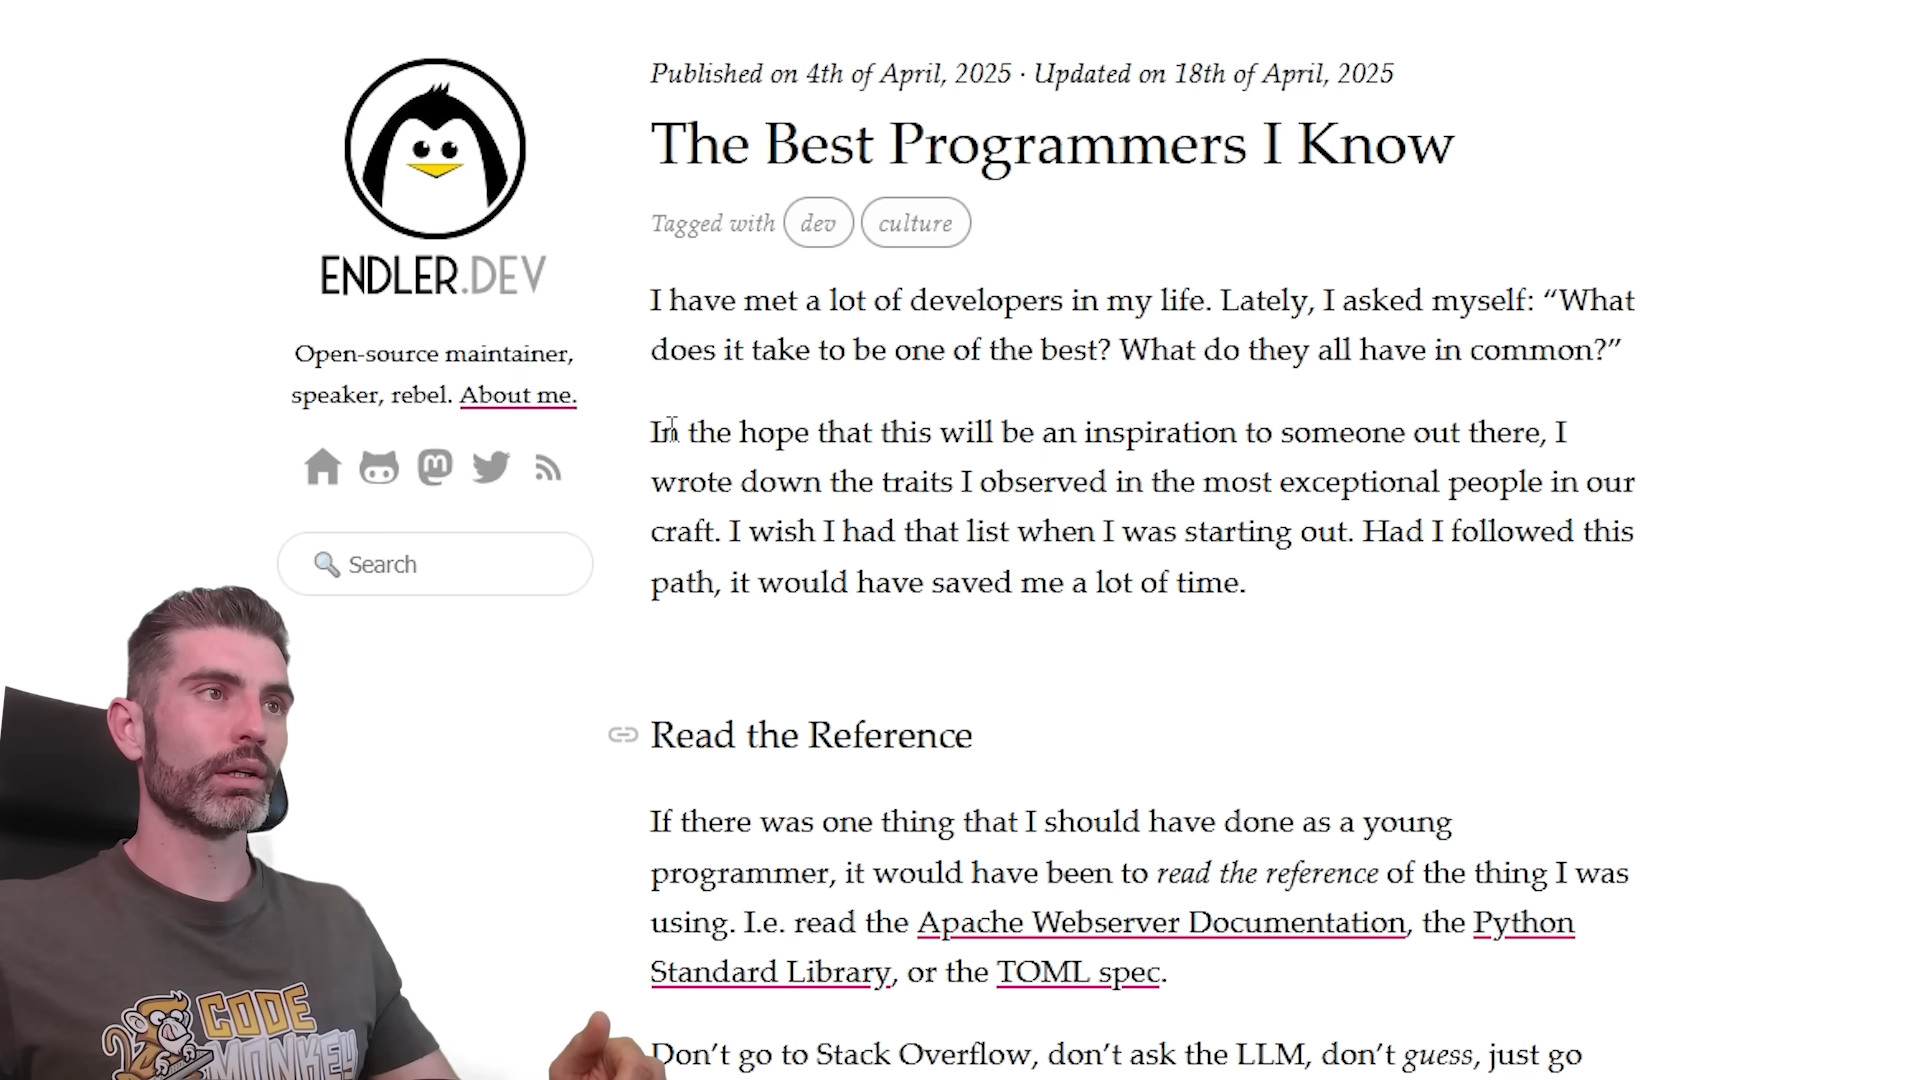 Published on 4th of April, 2025 · Updated on 18th of April, 2025
The Best Programmers I Know
Tagged with dev culture
I have met a lot of developers in my life. Lately, I asked myself: “What
does it take to be one of the best? What do they all have in common?”
In the hope that this will be an inspiration to someone out there, I
wrote down the traits I observed in the most exceptional people in our
craft. I wish I had that list when I was starting out. Had I followed this
path, it would have saved me a lot of time.
Read the Reference
If there was one thing that I should have done as a young
programmer, it would have been to read the reference of the thing I was
using. I.e. read the Apache Webserver Documentation, the Python
Standard Library, or the TOML spec.
Don’t go to Stack Overflow, don’t ask the LLM, don’t guess, just go
ENDLER.DEV
Open-source maintainer,
speaker, rebel. About me.
Search
CODE
MONKEY